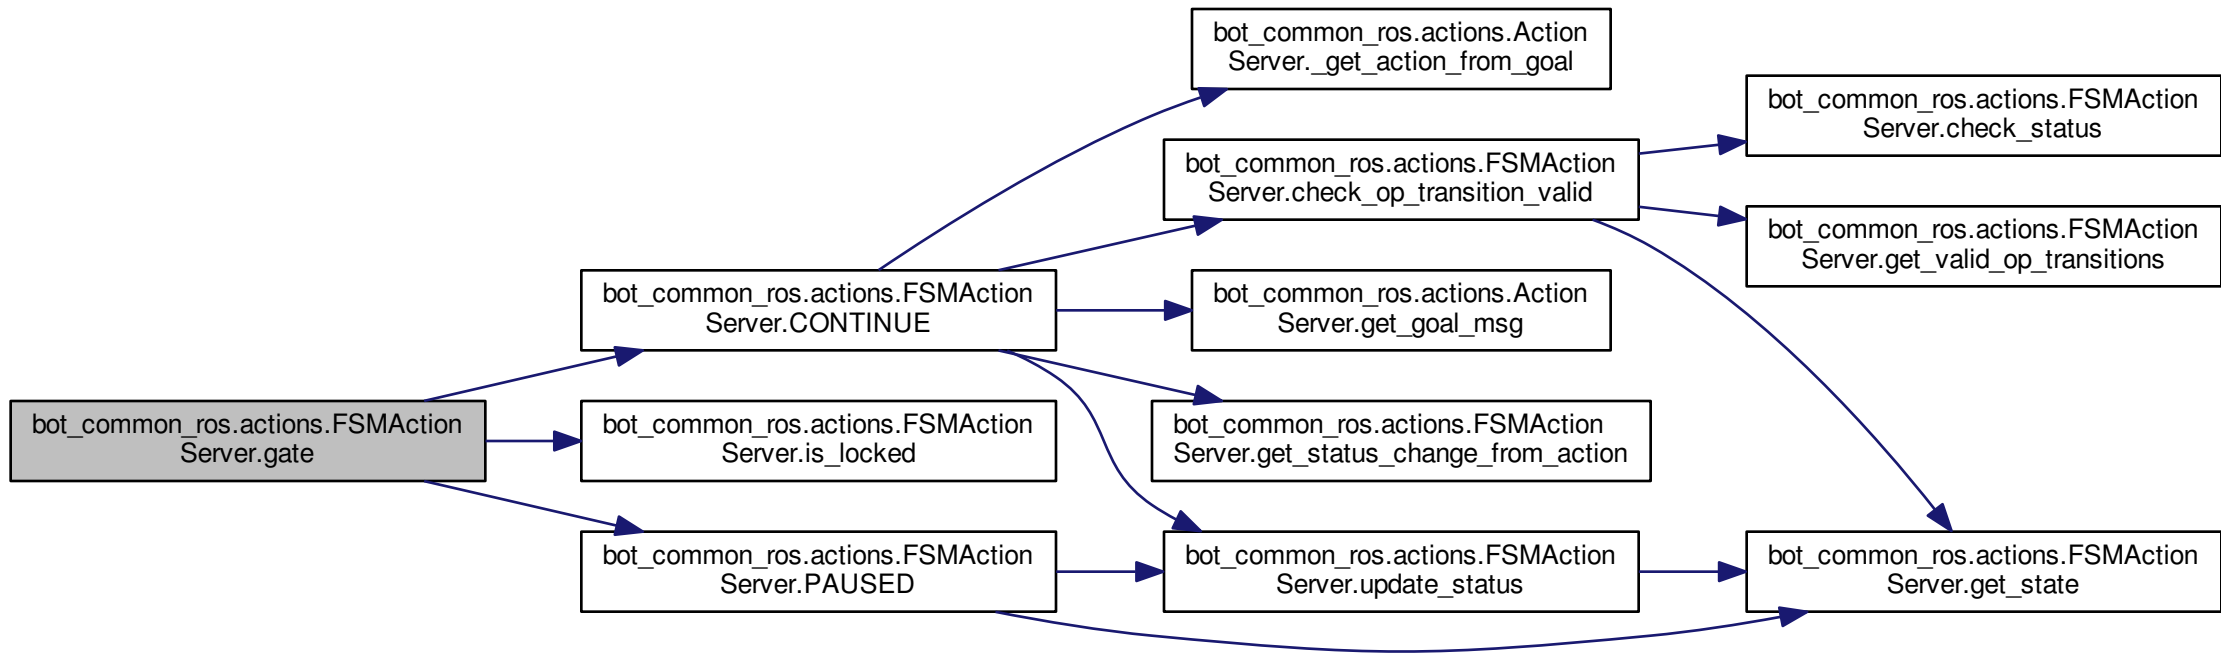 bot_common_ros.actions.FSMAction
Server.gate
bot_common_ros.actions.FSMAction
Server.CONTINUE
bot_common_ros.actions.FSMAction
Server.is_locked
bot_common_ros.actions.FSMAction
Server.PAUSED
bot_common_ros.actions.Action
Server._get_action_from_goal
bot_common_ros.actions.FSMAction
Server.check_op_transition_valid
bot_common_ros.actions.Action
Server.get_goal_msg
bot_common_ros.actions.FSMAction
Server.get_status_change_from_action
bot_common_ros.actions.FSMAction
Server.update_status
bot_common_ros.actions.FSMAction
Server.check_status
bot_common_ros.actions.FSMAction
Server.get_valid_op_transitions
bot_common_ros.actions.FSMAction
Server.get_state